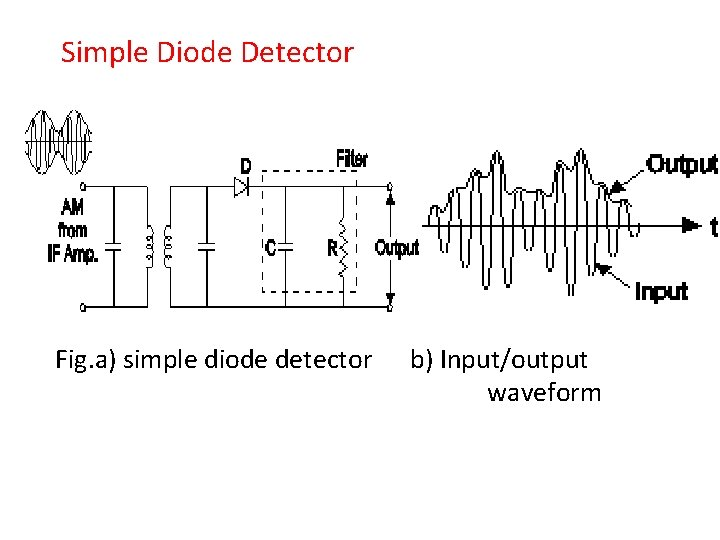 Simple Diode Detector
D
Filter
AM
from
IF Amp.
C
R
Output
Output
t
Input
Fig.a) simple diode detector
b) Input/output
waveform